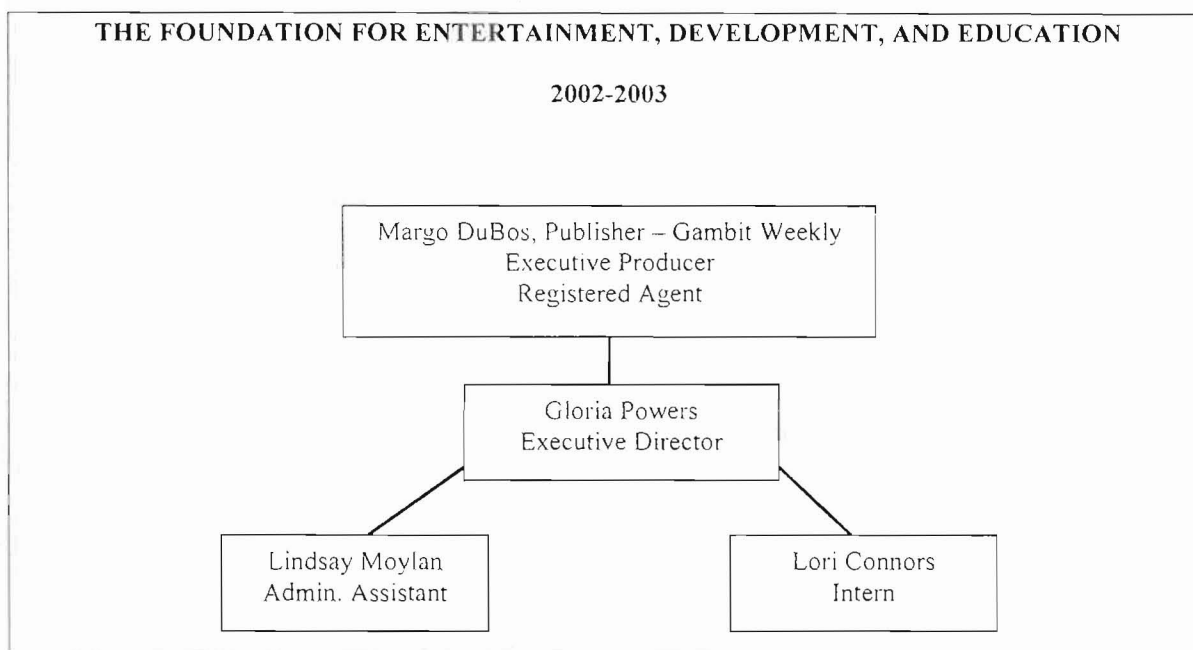 THE FOUNDATION FOR ENTERTAINMENT, DEVELOPMENT, AND EDUCATION
2002-2003
Margo DuBos, Publisher – Gambit Weekly
Executive Producer
Registered Agent
Gloria Powers
Executive Director
Lindsay Moylan
Admin. Assistant
Lori Connors
Intern